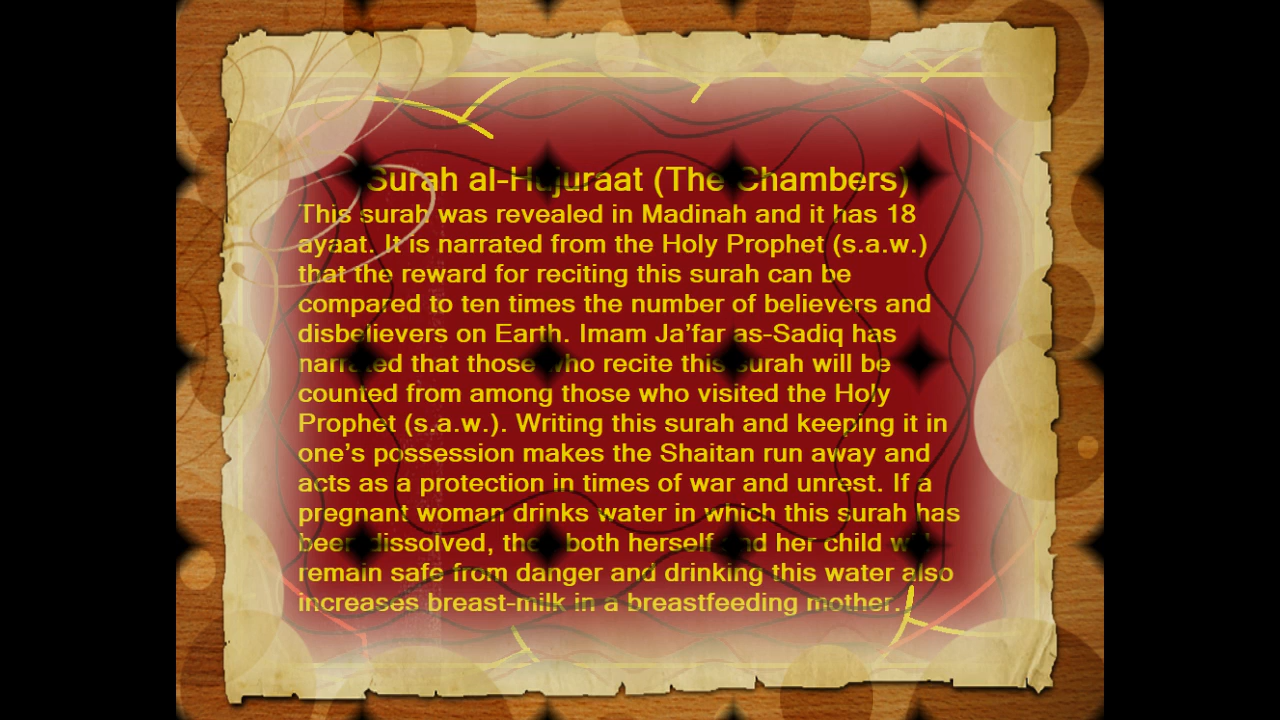 Surah al-Hujuraat (The Chambers)
This surah was revealed in Madinah and it has 18
ayaat. It is narrated from the Holy Prophet (s.a.w.)
that the reward for reciting this surah can be
compared to ten times the number of believers and
disbelievers on Earth. Imam Ja’far as-Sadiq has
narrated that those who recite this surah will be
counted from among those who visited the Holy
Prophet (s.a.w.). Writing this surah and keeping it in
one’s possession makes the Shaitan run away and
acts as a protection in times of war and unrest. If a
pregnant woman drinks water in which this surah has
been dissolved, then both herself and her child will
remain safe from danger and drinking this water also
increases breast-milk in a breastfeeding mother.